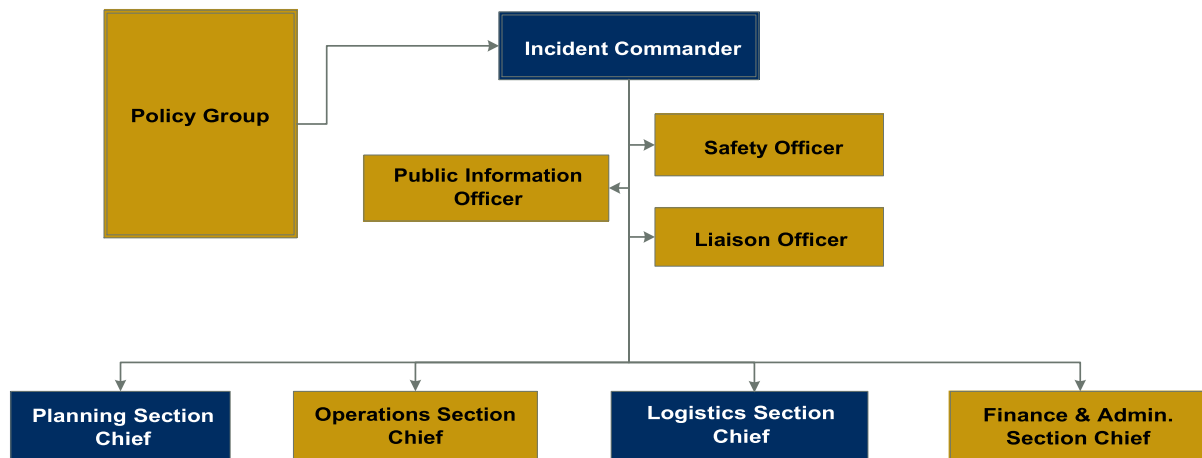 Incident Commander
Policy Group
Safety Officer
Public Information
Officer
Liaison Officer
Planning Section
Chief
Operations Section
Chief
Logistics Section
Chief
Finance & Admin.
Section Chief